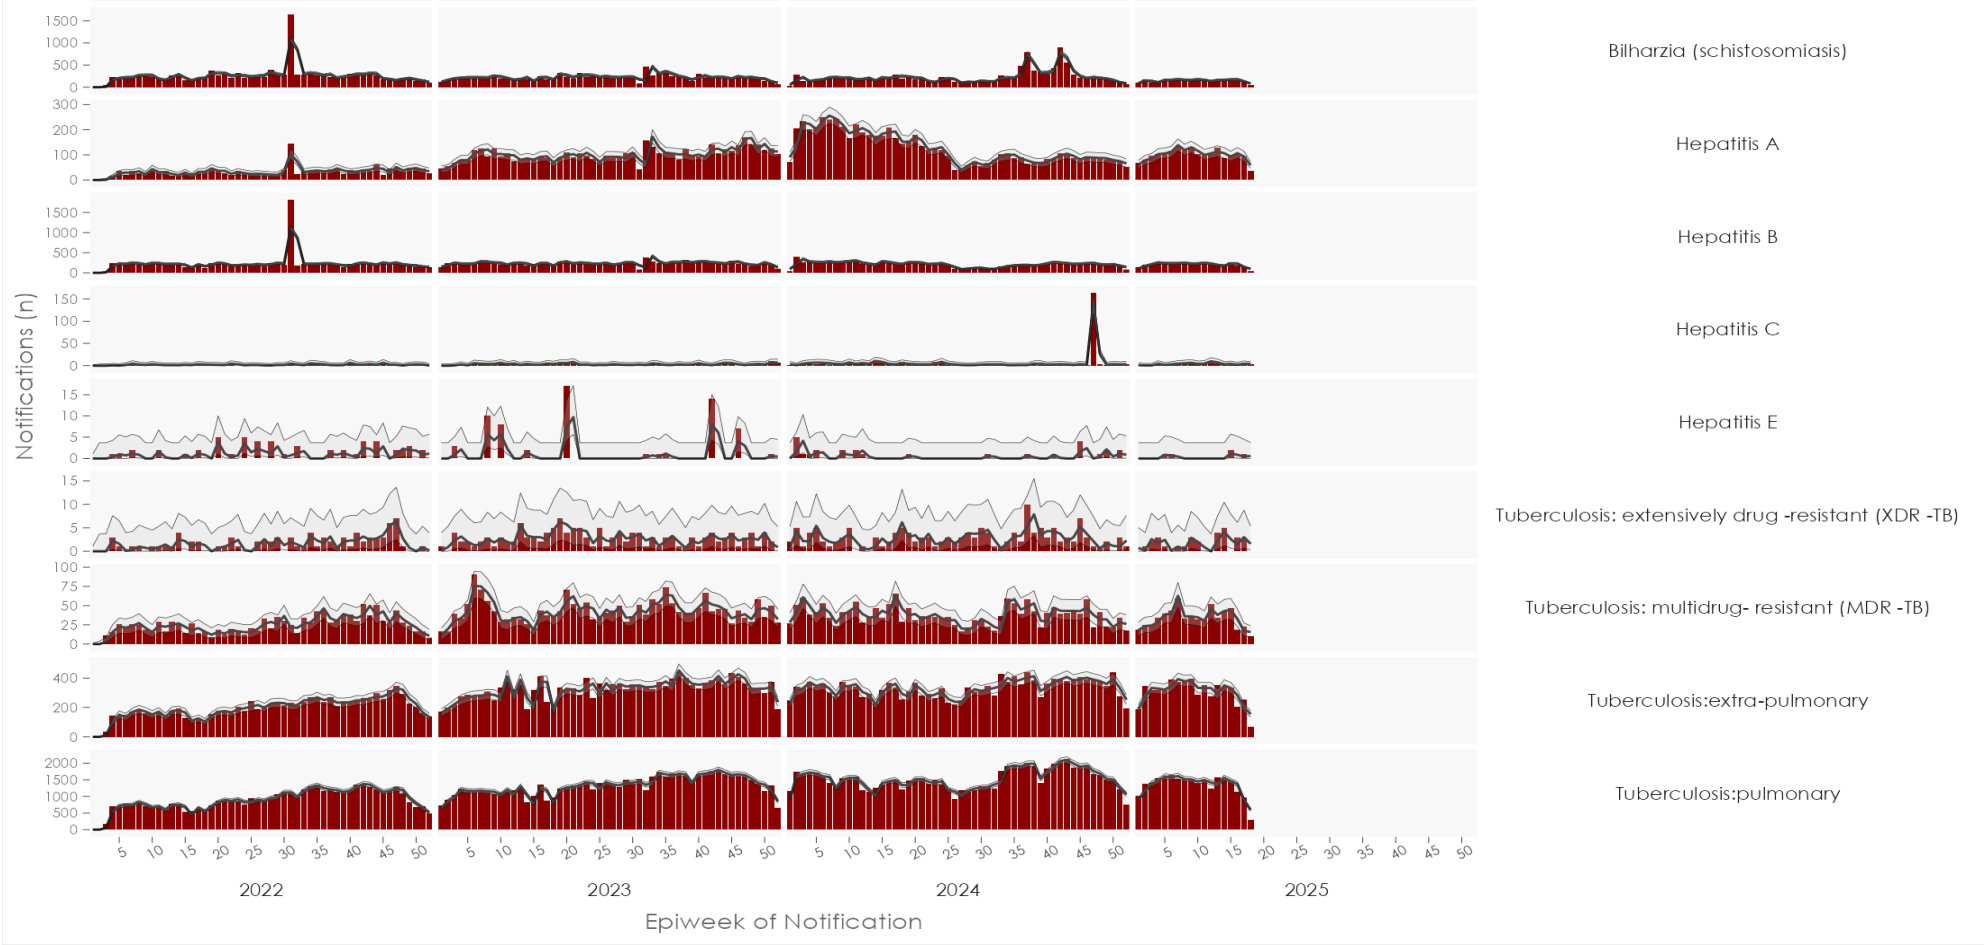 1500
1000
500
0
Bilharzia (schistosomiasis)
300
200
100
0
Hepatitis A
1500
1000
500
0
Hepatitis B
150
100
50
0
Hepatitis C
15
10
5
0
Hepatitis E
15
10
5
0
Tuberculosis: extensively drug -resistant (XDR -TB)
100
75
50
25
0
Tuberculosis: multidrug- resistant (MDR -TB)
400
200
0
Tuberculosis:extra-pulmonary
2000
1500
1000
500
0
Tuberculosis:pulmonary
Notifications (n)
5 10 15 20 25 30 35 40 45 50 5 10 15 20 25 30 35 40 45 50 5 10 15 20 25 30 35 40 45 50 5 10 15 20 25 30 35 40 45 50
2022 2023 2024 2025
Epiweek of Notification